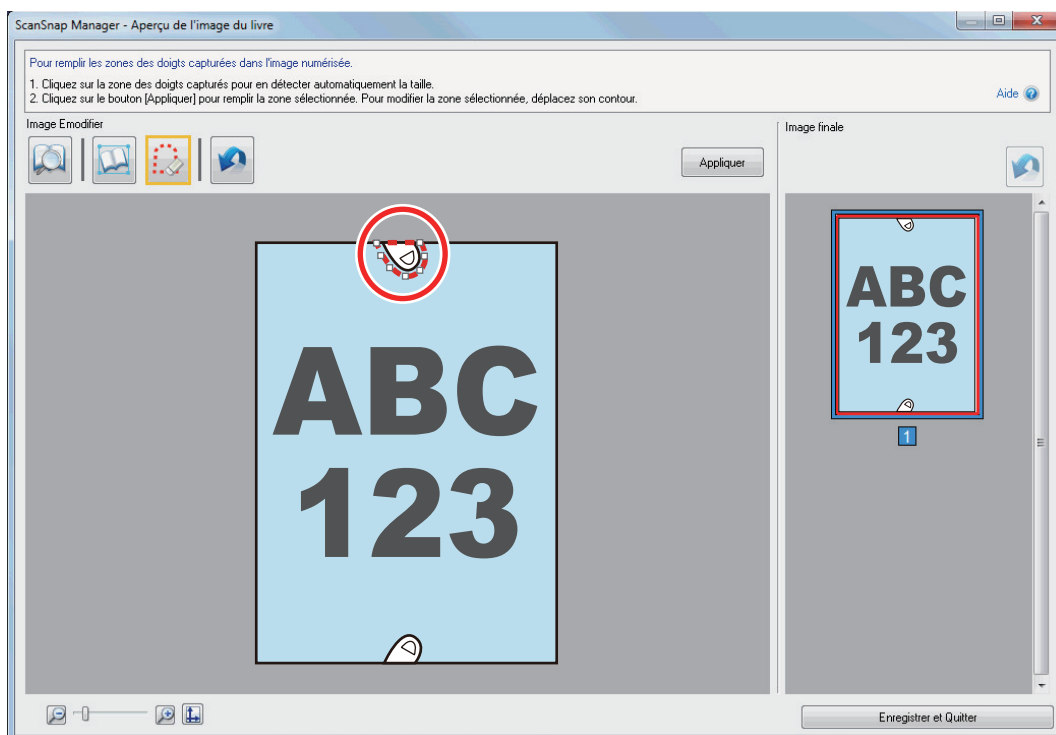 ScanSnap Manager - Aperçu de l'image du livre
Pour remplir les zones des doigts capturées dans l'image numérisée.
1. Cliquez sur la zone des doigts capturés pour en détecter automatiquement la taille.
2. Cliquez sur le bouton [Appliquer] pour remplir la zone sélectionnée. Pour modifier la zone sélectionnée, déplacez son contour.
Aide
Image Emodifier
Image finale
Appliquer
ABC
123
ABC
123
1
Enregistrer et Quitter